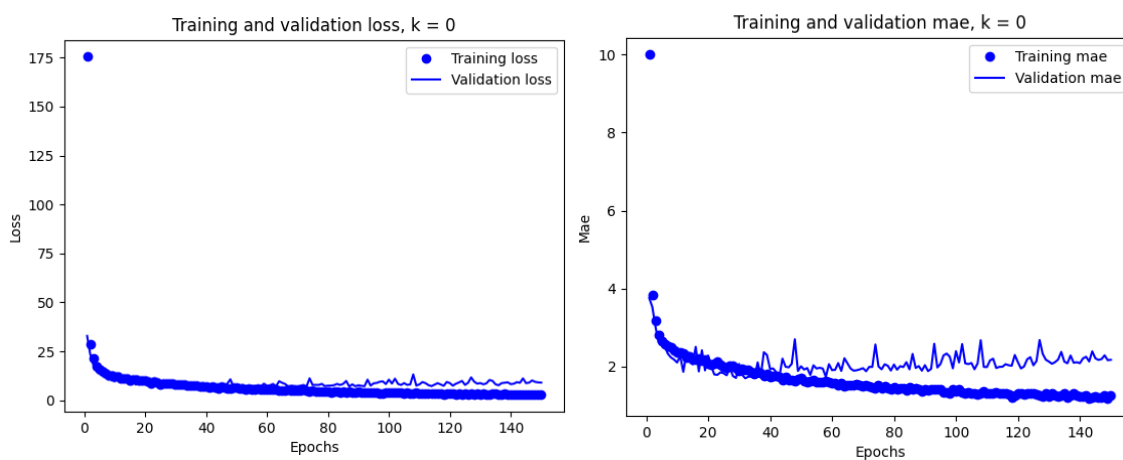 Training and validation loss, k = 0
175
150
125
100
75
50
25
0
Loss
Training loss
Validation loss
0 20 40 60 80 100 120 140
Epochs
Training and validation mae, k = 0
10
8
6
4
2
Mae
Training mae
Validation mae
0 20 40 60 80 100 120 140
Epochs